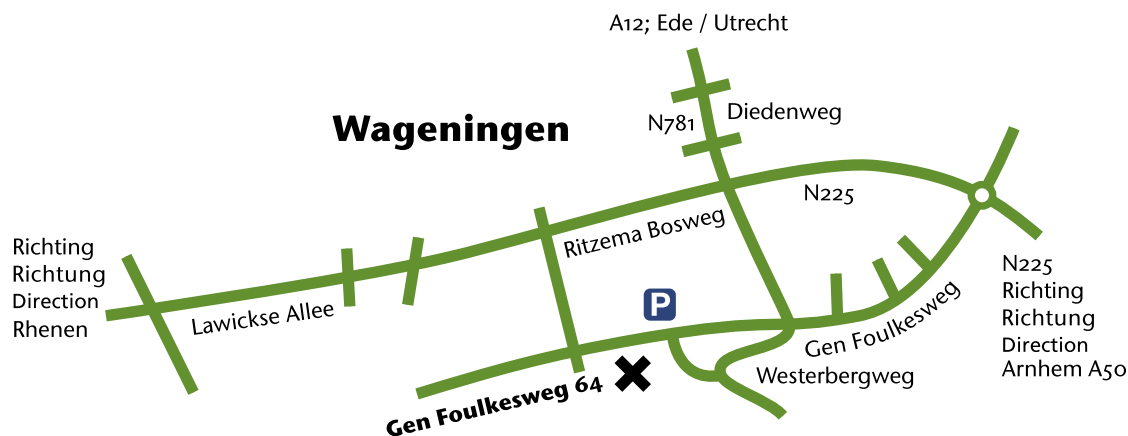 A12; Ede / Utrecht
Wageningen
N781
Diedenweg
N225
Ritzema Bosweg
Richting
Richtung
Direction
Rhenen
Lawickse Allee
P
Gen Foulkesweg
N225
Richting
Richtung
Direction
Arnhem A50
Westerbergweg
Gen Foulkesweg 64